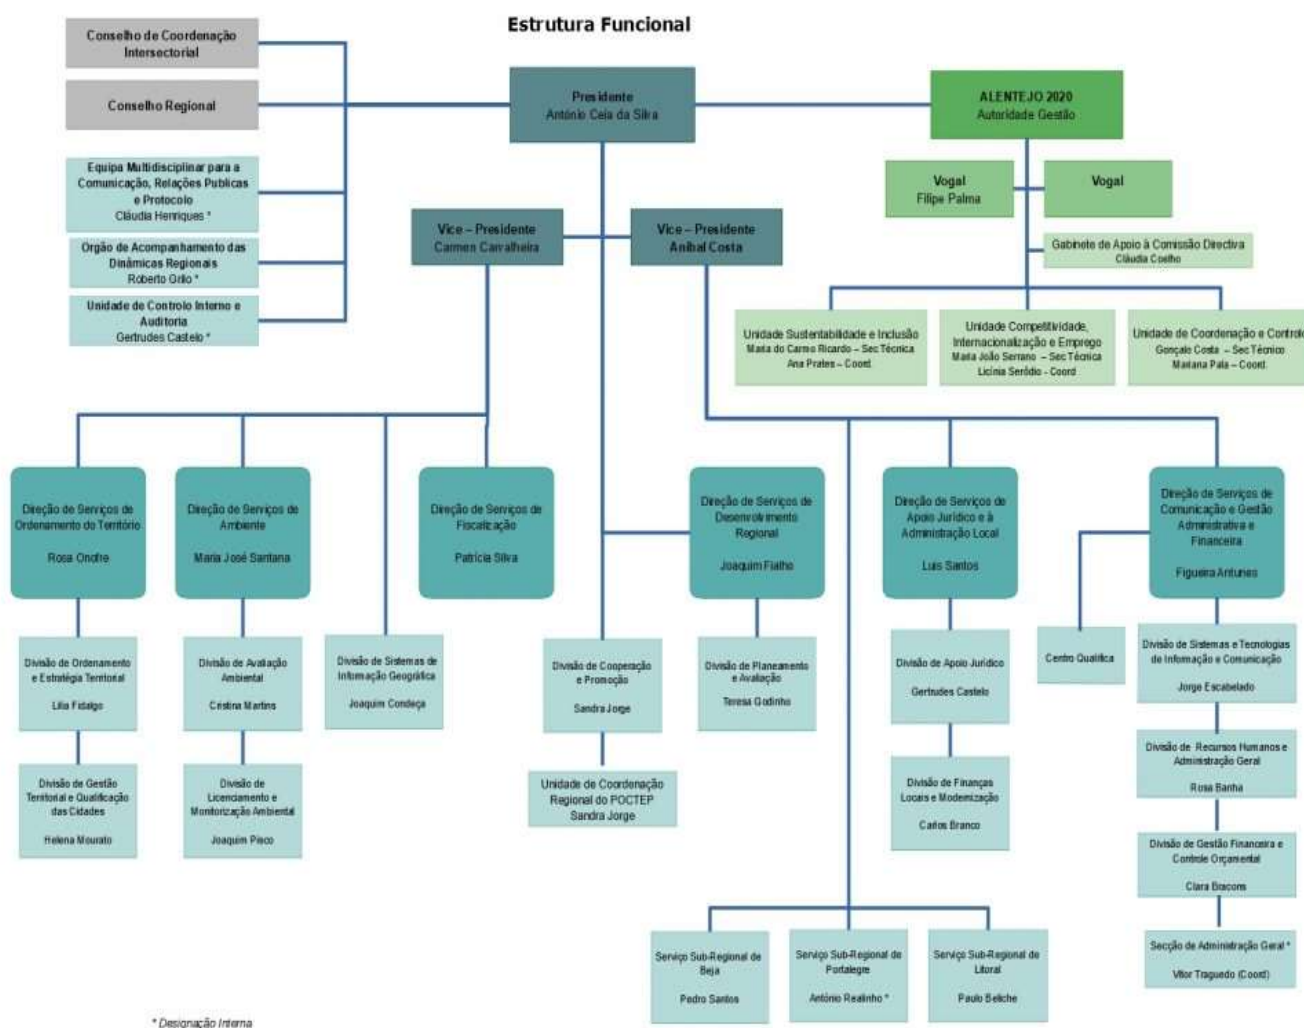 Estrutura Funcional
Conselho de Coordenação
Intersectorial
Conselho Regional
Equipa Multidisciplinar para a
Comunicação, Relações Publicas
e Protocolo
Cláudia Henriques *
Orgão de Acompanhamento das
Dinâmicas Regionais
Roberto Grilo *
Unidade de Controlo Interno e
Auditoria
Gertrudes Castelo *
Presidente
António Ceia da Silva
ALENTEJO 2020
Autoridade Gestão
Vogal
Filipe Palma
Vogal
Vice – Presidente
Carmen Carvalheira
Vice – Presidente
Aníbal Costa
Gabinete de Apoio à Comissão Directiva
Cláudia Coelho
Unidade Sustentabilidade e Inclusão
Maria do Carmo Ricardo – Sec Técnica
Ana Prates – Coord.
Unidade Competitividade,
Internacionalização e Emprego
Maria João Serrano – Sec Técnica
Licínia Serôdio - Coord
Unidade de Coordenação e Controlo
Gonçalo Costa – Sec Técnico
Mariana Pala – Coord.
Direção de Serviços de
Ordenamento do Território
Rosa Onofre
Direção de Serviços de
Ambiente
Maria José Santana
Direção de Serviços de
Fiscalização
Patrícia Silva
Direção de Serviços de
Desenvolvimento
Regional
Joaquim Fialho
Direção de Serviços de
Apoio Jurídico e à
Administração Local
Luis Santos
Direção de Serviços de
Comunicação e Gestão
Administrativa e
Financeira
Figueira Antunes
Divisão de Ordenamento
e Estratégia Territorial
Lília Fidalgo
Divisão de Avaliação
Ambiental
Cristina Martins
Divisão de Sistemas de
Informação Geográfica
Joaquim Condeça
Divisão de Cooperação
e Promoção
Sandra Jorge
Divisão de Planeamento
e Avaliação
Teresa Godinho
Divisão de Apoio Jurídico
Gertrudes Castelo
Centro Qualifica
Divisão de Sistemas e Tecnologias
de Informação e Comunicação
Jorge Escabelado
Divisão de Gestão
Territorial e Qualificação
das Cidades
Helena Mourato
Divisão de
Licenciamento e
Monitorização Ambiental
Joaquim Pisco
Unidade de Coordenação
Regional do POCTEP
Sandra Jorge
Divisão de Finanças
Locais e Modernização
Carlos Branco
Divisão de Recursos Humanos e
Administração Geral
Rosa Banha
Divisão de Gestão Financeira e
Controle Orçamental
Clara Bracons
Serviço Sub-Regional de
Beja
Pedro Santos
Serviço Sub-Regional de
Portalegre
António Realinho *
Serviço Sub-Regional de
Litoral
Paulo Beliche
Secção de Administração Geral *
Vítor Traguedo (Coord)
* Designação Interna